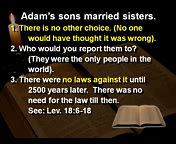 Adam's sons married sisters.
1. There is no other choice. (No one
would have thought it was wrong).
2. Who would you report them to?
(They were the only people in the
world).
3. There were no laws against it until
2500 years later. There was no
need for the law till then.
See: Lev. 18:6-18